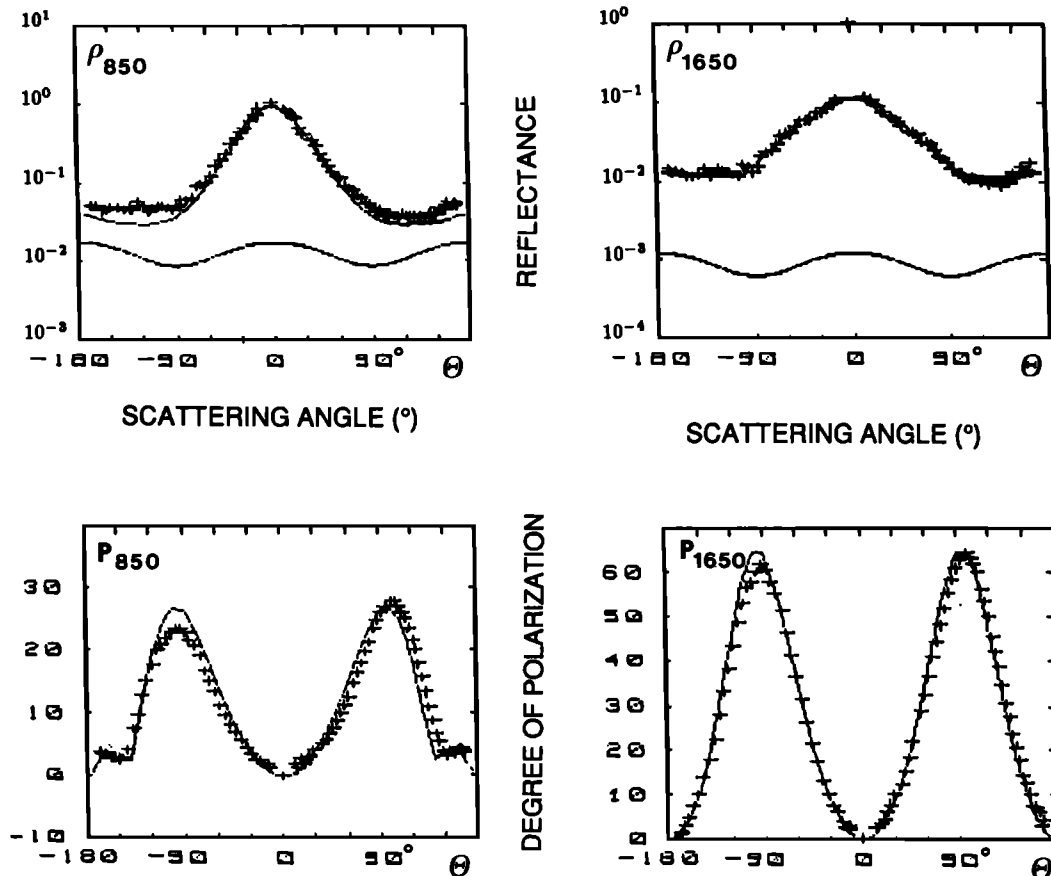 ρ850
10¹
10⁰
10⁻¹
10⁻²
10⁻³
-180 -90 0 90° Θ
SCATTERING ANGLE (°)
REFLECTANCE
ρ1650
10⁰
10⁻¹
10⁻²
10⁻³
10⁻⁴
-180 -90 0 90° Θ
SCATTERING ANGLE (°)
P850
30
20
10
0
-10
-180 -90 0 90° Θ
DEGREE OF POLARIZATION
P1650
60
50
40
30
20
10
0
-180 -90 0 90° Θ